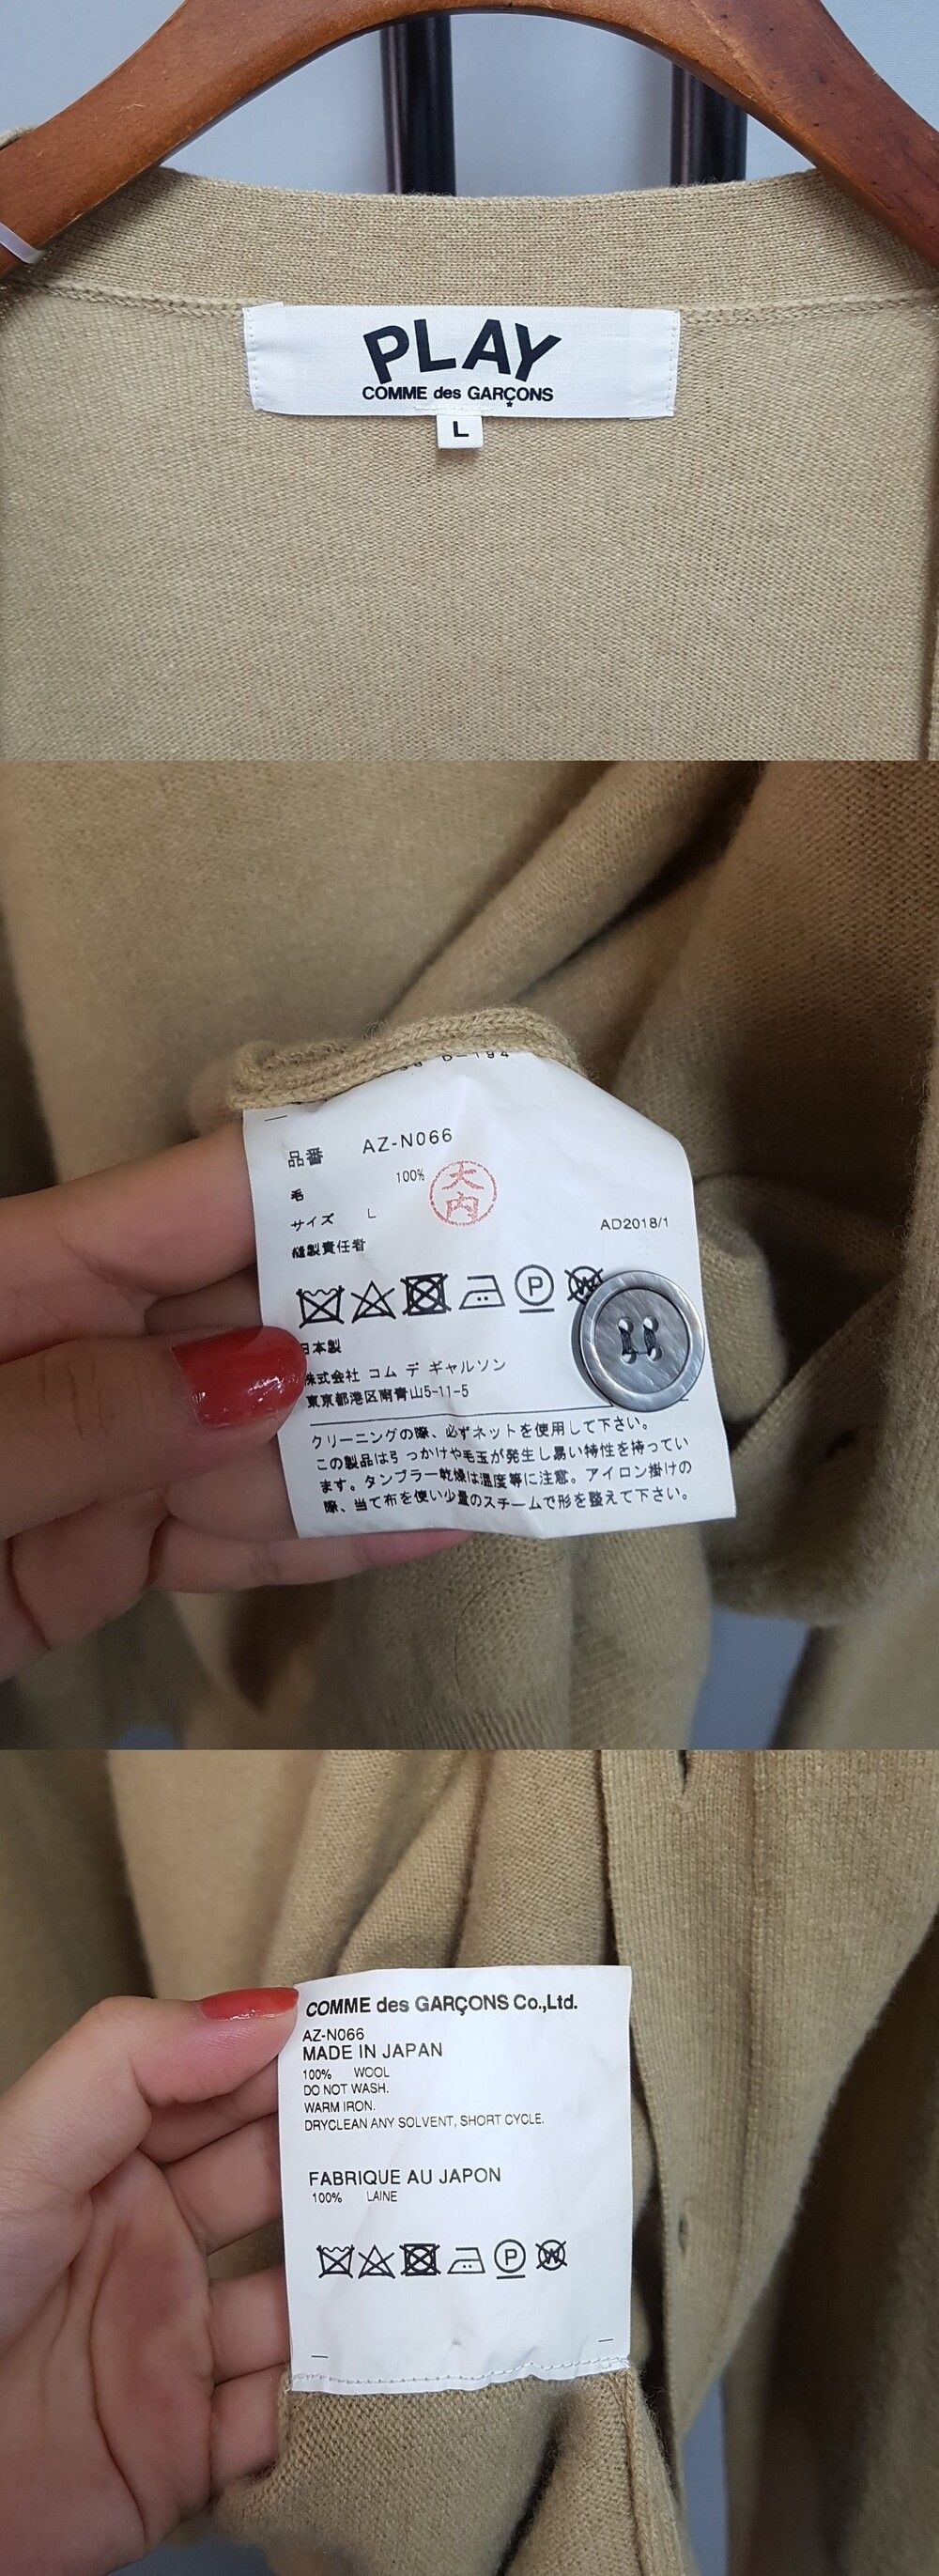 PLAY
COMME des GARÇONS
L
品番 AZ-N066
毛 100%
大内
サイズ L
AD2018/1
縫製責任者
P
W
日本製
株式会社 コム デ ギャルソン
東京都港区南青山5-11-5
クリーニングの際、必ずネットを使用して下さい。
この製品は引っかけや毛玉が発生し易い特性を持ってい
ます。タンブラー乾燥は温度等に注意。アイロン掛けの
際、当て布を使い少量のスチームで形を整えて下さい。
COMME des GARÇONS Co.,Ltd.
AZ-N066
MADE IN JAPAN
100% WOOL
DO NOT WASH.
WARM IRON.
DRYCLEAN ANY SOLVENT, SHORT CYCLE.
FABRIQUE AU JAPON
100% LAINE
P
W